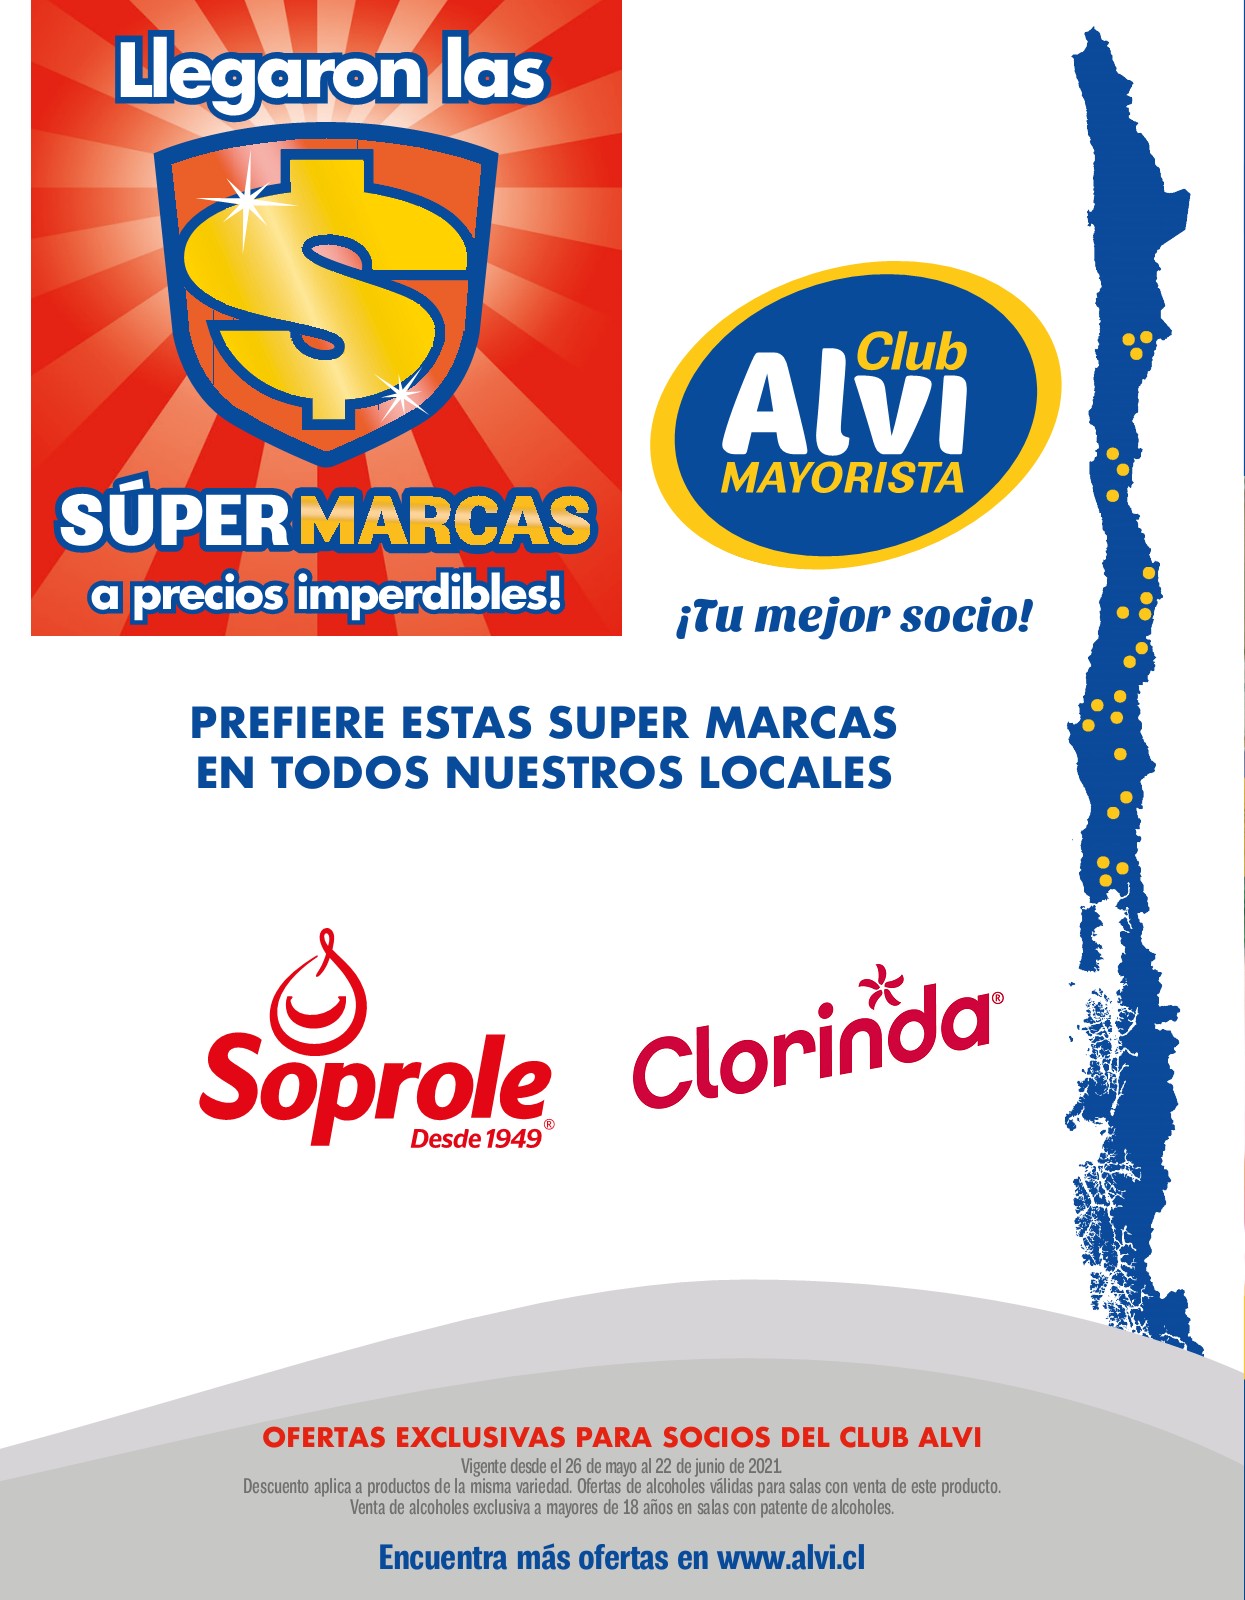 Llegaron las
SÚPER MARCAS
a precios imperdibles!
Club
Alvi
MAYORISTA
¡Tu mejor socio!
PREFIERE ESTAS SUPER MARCAS
EN TODOS NUESTROS LOCALES
Soprole
Desde 1949®
Clorinda®
OFERTAS EXCLUSIVAS PARA SOCIOS DEL CLUB ALVI
Vigente desde el 26 de mayo al 22 de junio de 2021.
Descuento aplica a productos de la misma variedad. Ofertas de alcoholes válidas para salas con venta de este producto.
Venta de alcoholes exclusiva a mayores de 18 años en salas con patente de alcoholes.
Encuentra más ofertas en www.alvi.cl